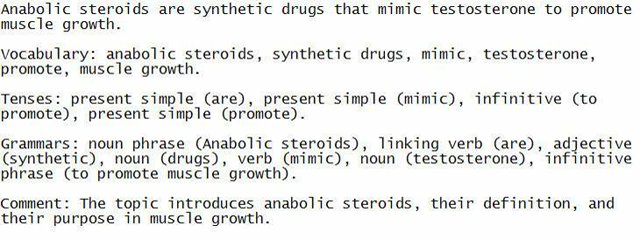 Anabolic steroids are synthetic drugs that mimic testosterone to promote
muscle growth.
Vocabulary: anabolic steroids, synthetic drugs, mimic, testosterone,
promote, muscle growth.
Tenses: present simple (are), present simple (mimic), infinitive (to
promote), present simple (promote).
Grammars: noun phrase (Anabolic steroids), linking verb (are), adjective
(synthetic), noun (drugs), verb (mimic), noun (testosterone), infinitive
phrase (to promote muscle growth).
Comment: The topic introduces anabolic steroids, their definition, and
their purpose in muscle growth.